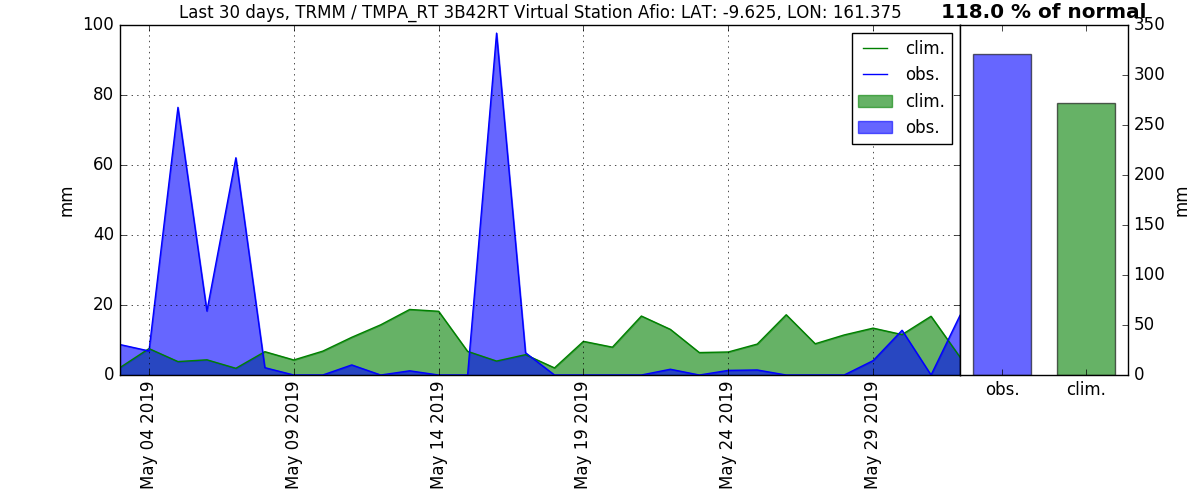 Last 30 days, TRMM / TMPA_RT 3B42RT Virtual Station Afio: LAT: -9.625, LON: 161.375
118.0 % of normal
100
80
60
40
20
0
mm
clim.
obs.
clim.
obs.
May 04 2019
May 09 2019
May 14 2019
May 19 2019
May 24 2019
May 29 2019
350
300
250
200
150
100
50
0
mm
obs.
clim.